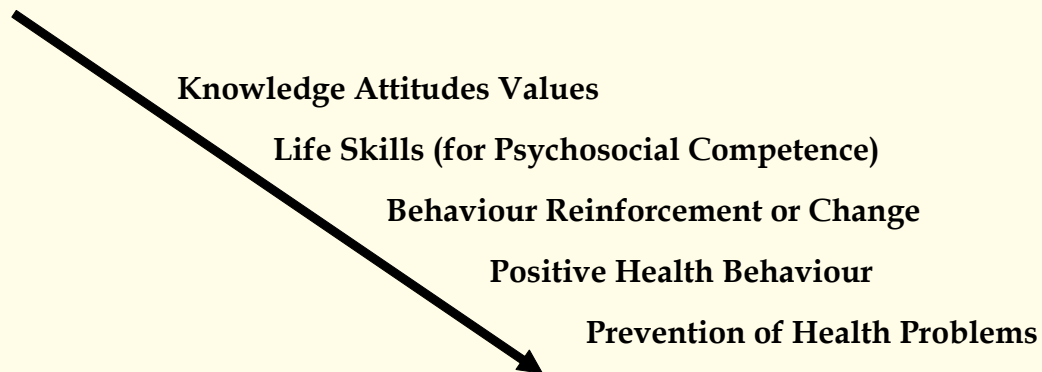 Knowledge Attitudes Values
Life Skills (for Psychosocial Competence)
Behaviour Reinforcement or Change
Positive Health Behaviour
Prevention of Health Problems